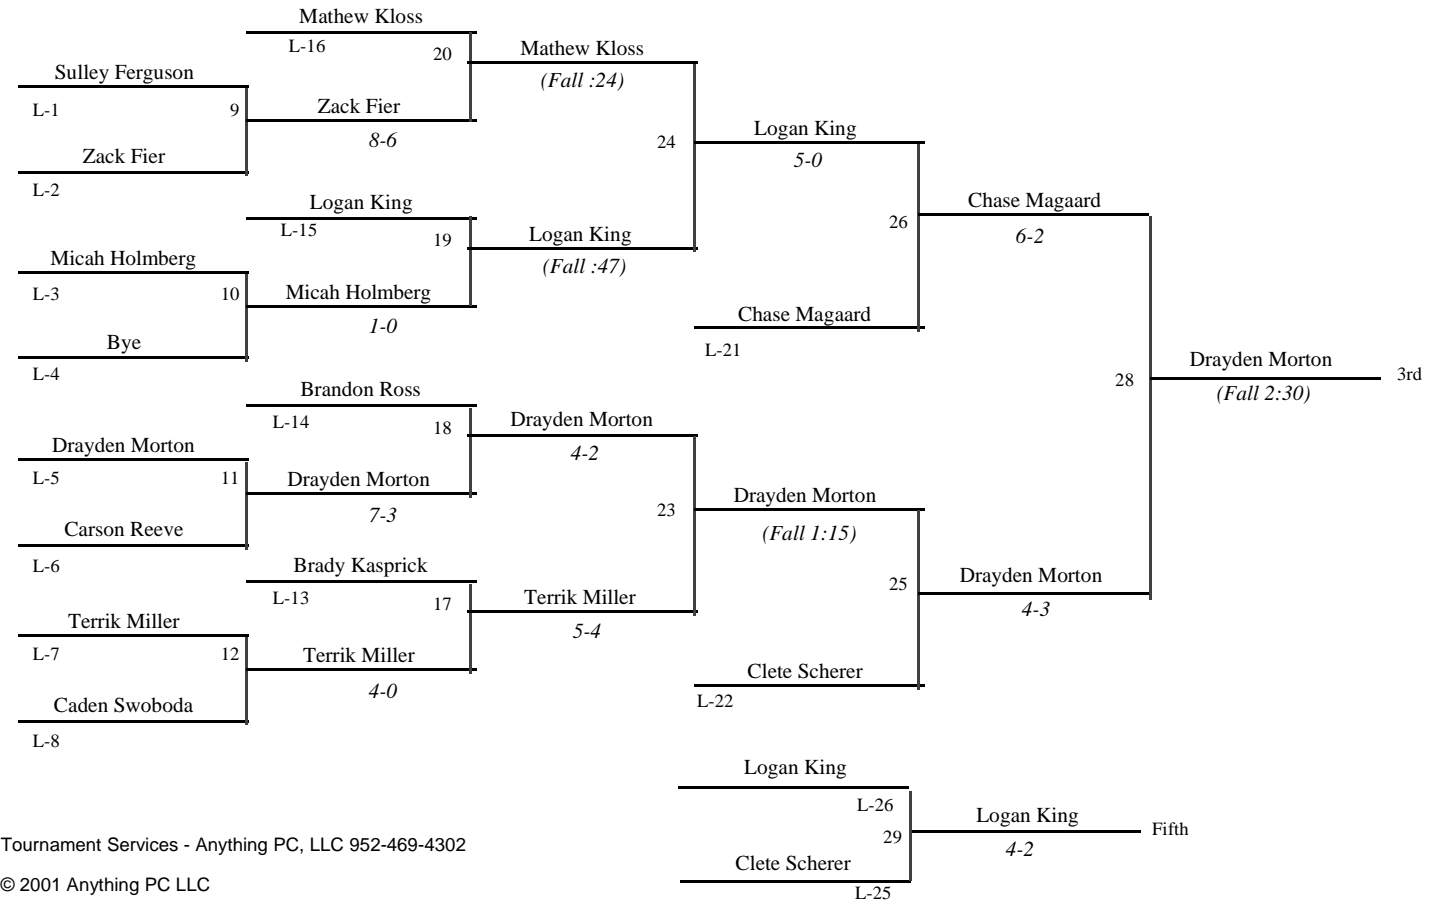 Mathew Kloss
L-16
20
Mathew Kloss
(Fall :24)
Sulley Ferguson
L-1
9
Zack Fier
8-6
Zack Fier
L-2
24
Logan King
5-0
Logan King
L-15
19
Logan King
(Fall :47)
Micah Holmberg
L-3
10
Micah Holmberg
1-0
Bye
L-4
26
Chase Magaard
6-2
Chase Magaard
L-21
28
Drayden Morton
(Fall 2:30)
3rd
Brandon Ross
L-14
18
Drayden Morton
4-2
Drayden Morton
L-5
11
Drayden Morton
7-3
Carson Reeve
L-6
23
Drayden Morton
(Fall 1:15)
Brady Kasprick
L-13
17
Terrik Miller
5-4
Terrik Miller
L-7
12
Terrik Miller
4-0
Caden Swoboda
L-8
25
Drayden Morton
4-3
Clete Scherer
L-22
Logan King
L-26
29
Logan King
4-2
Fifth
Clete Scherer
L-25
Tournament Services - Anything PC, LLC 952-469-4302
© 2001 Anything PC LLC